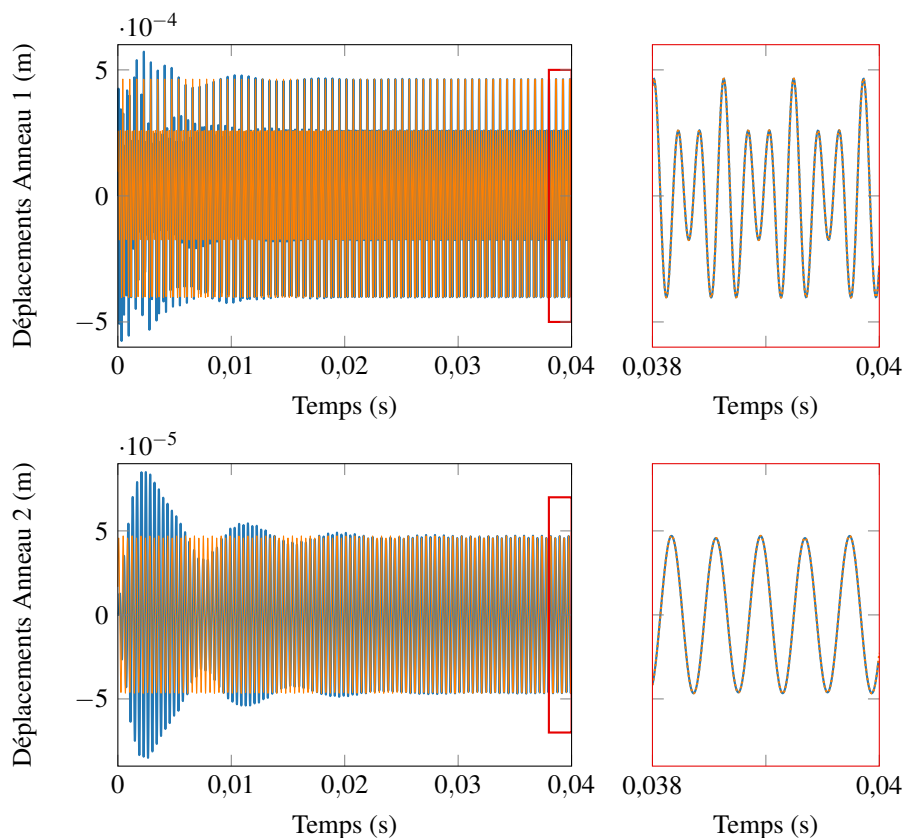 ·10−4
Déplacements Anneau 1 (m)
5
0
−5
0 0,01 0,02 0,03 0,04
Temps (s)
0,038 0,04
Temps (s)
·10−5
Déplacements Anneau 2 (m)
5
0
−5
0 0,01 0,02 0,03 0,04
Temps (s)
0,038 0,04
Temps (s)